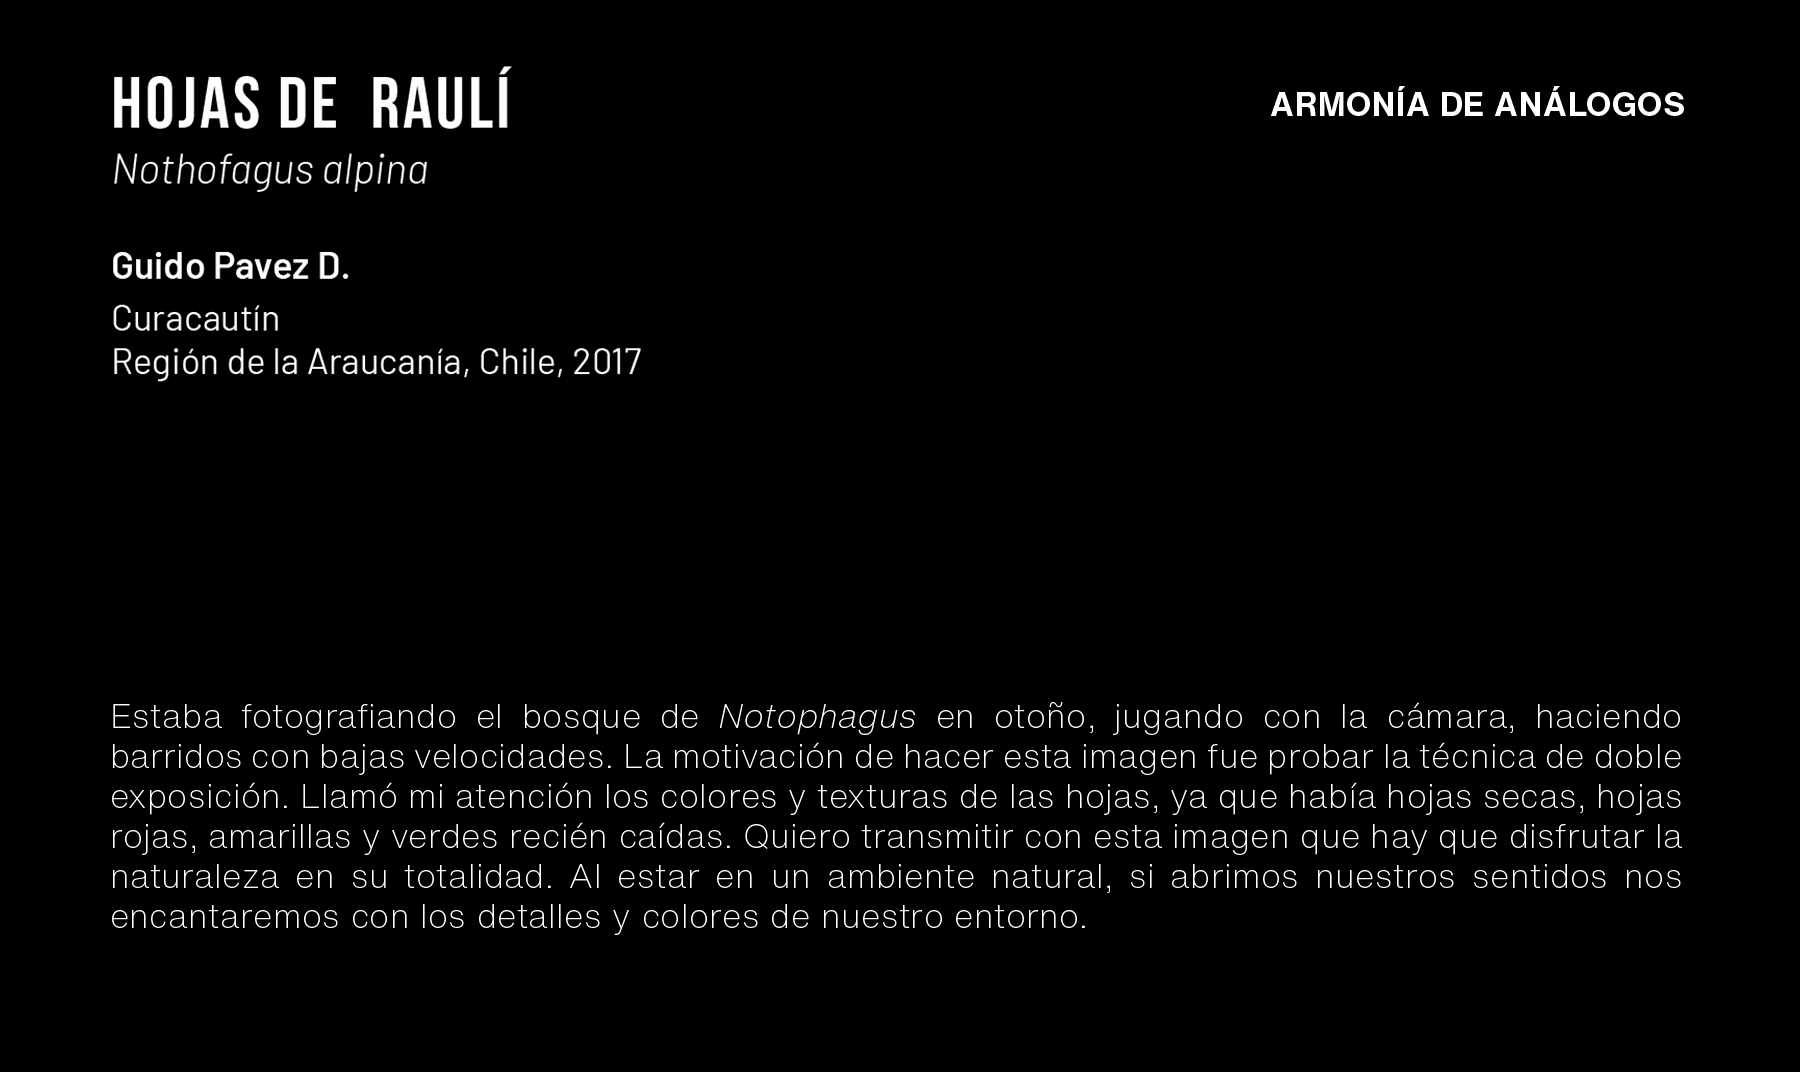 HOJAS DE RAULÍ
ARMONÍA DE ANÁLOGOS
Nothofagus alpina
Guido Pavez D.
Curacautín
Región de la Araucanía, Chile, 2017
Estaba fotografiando el bosque de Notophagus en otoño, jugando con la cámara, haciendo
barridos con bajas velocidades. La motivación de hacer esta imagen fue probar la técnica de doble
exposición. Llamó mi atención los colores y texturas de las hojas, ya que había hojas secas, hojas
rojas, amarillas y verdes recién caídas. Quiero transmitir con esta imagen que hay que disfrutar la
naturaleza en su totalidad. Al estar en un ambiente natural, si abrimos nuestros sentidos nos
encantaremos con los detalles y colores de nuestro entorno.